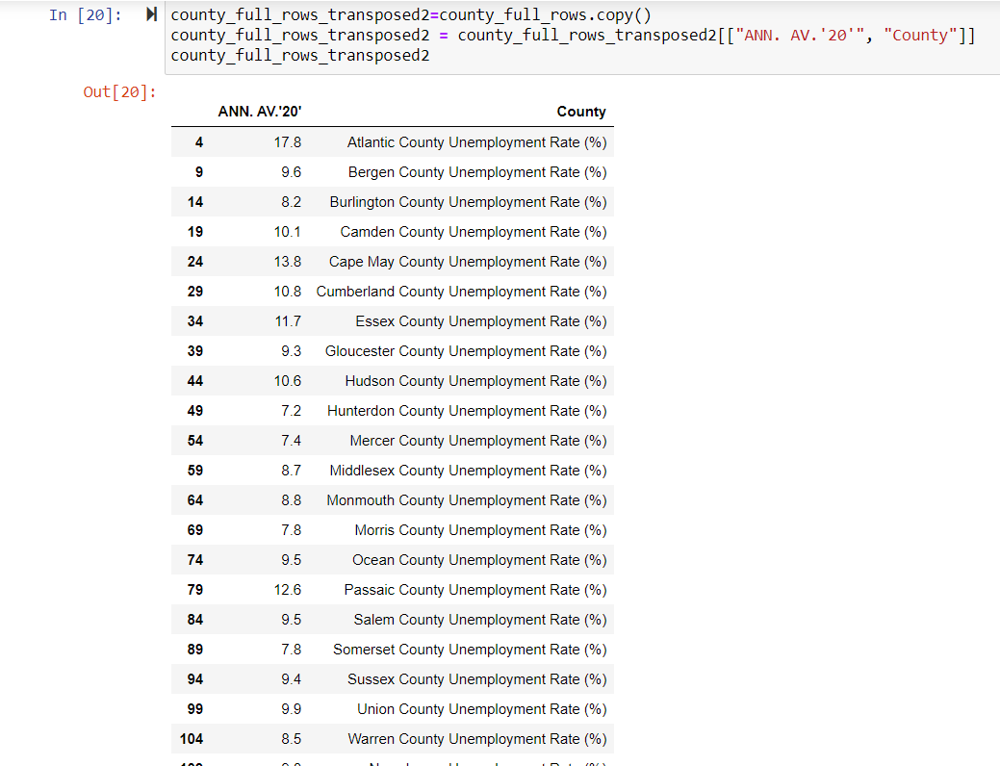 In [20]:
county_full_rows_transposed2=county_full_rows.copy()
county_full_rows_transposed2 = county_full_rows_transposed2[["ANN. AV.'20'", "County"]]
county_full_rows_transposed2
Out[20]:
ANN. AV.'20' County
4 17.8 Atlantic County Unemployment Rate (%)
9 9.6 Bergen County Unemployment Rate (%)
14 8.2 Burlington County Unemployment Rate (%)
19 10.1 Camden County Unemployment Rate (%)
24 13.8 Cape May County Unemployment Rate (%)
29 10.8 Cumberland County Unemployment Rate (%)
34 11.7 Essex County Unemployment Rate (%)
39 9.3 Gloucester County Unemployment Rate (%)
44 10.6 Hudson County Unemployment Rate (%)
49 7.2 Hunterdon County Unemployment Rate (%)
54 7.4 Mercer County Unemployment Rate (%)
59 8.7 Middlesex County Unemployment Rate (%)
64 8.8 Monmouth County Unemployment Rate (%)
69 7.8 Morris County Unemployment Rate (%)
74 9.5 Ocean County Unemployment Rate (%)
79 12.6 Passaic County Unemployment Rate (%)
84 9.5 Salem County Unemployment Rate (%)
89 7.8 Somerset County Unemployment Rate (%)
94 9.4 Sussex County Unemployment Rate (%)
99 9.9 Union County Unemployment Rate (%)
104 8.5 Warren County Unemployment Rate (%)